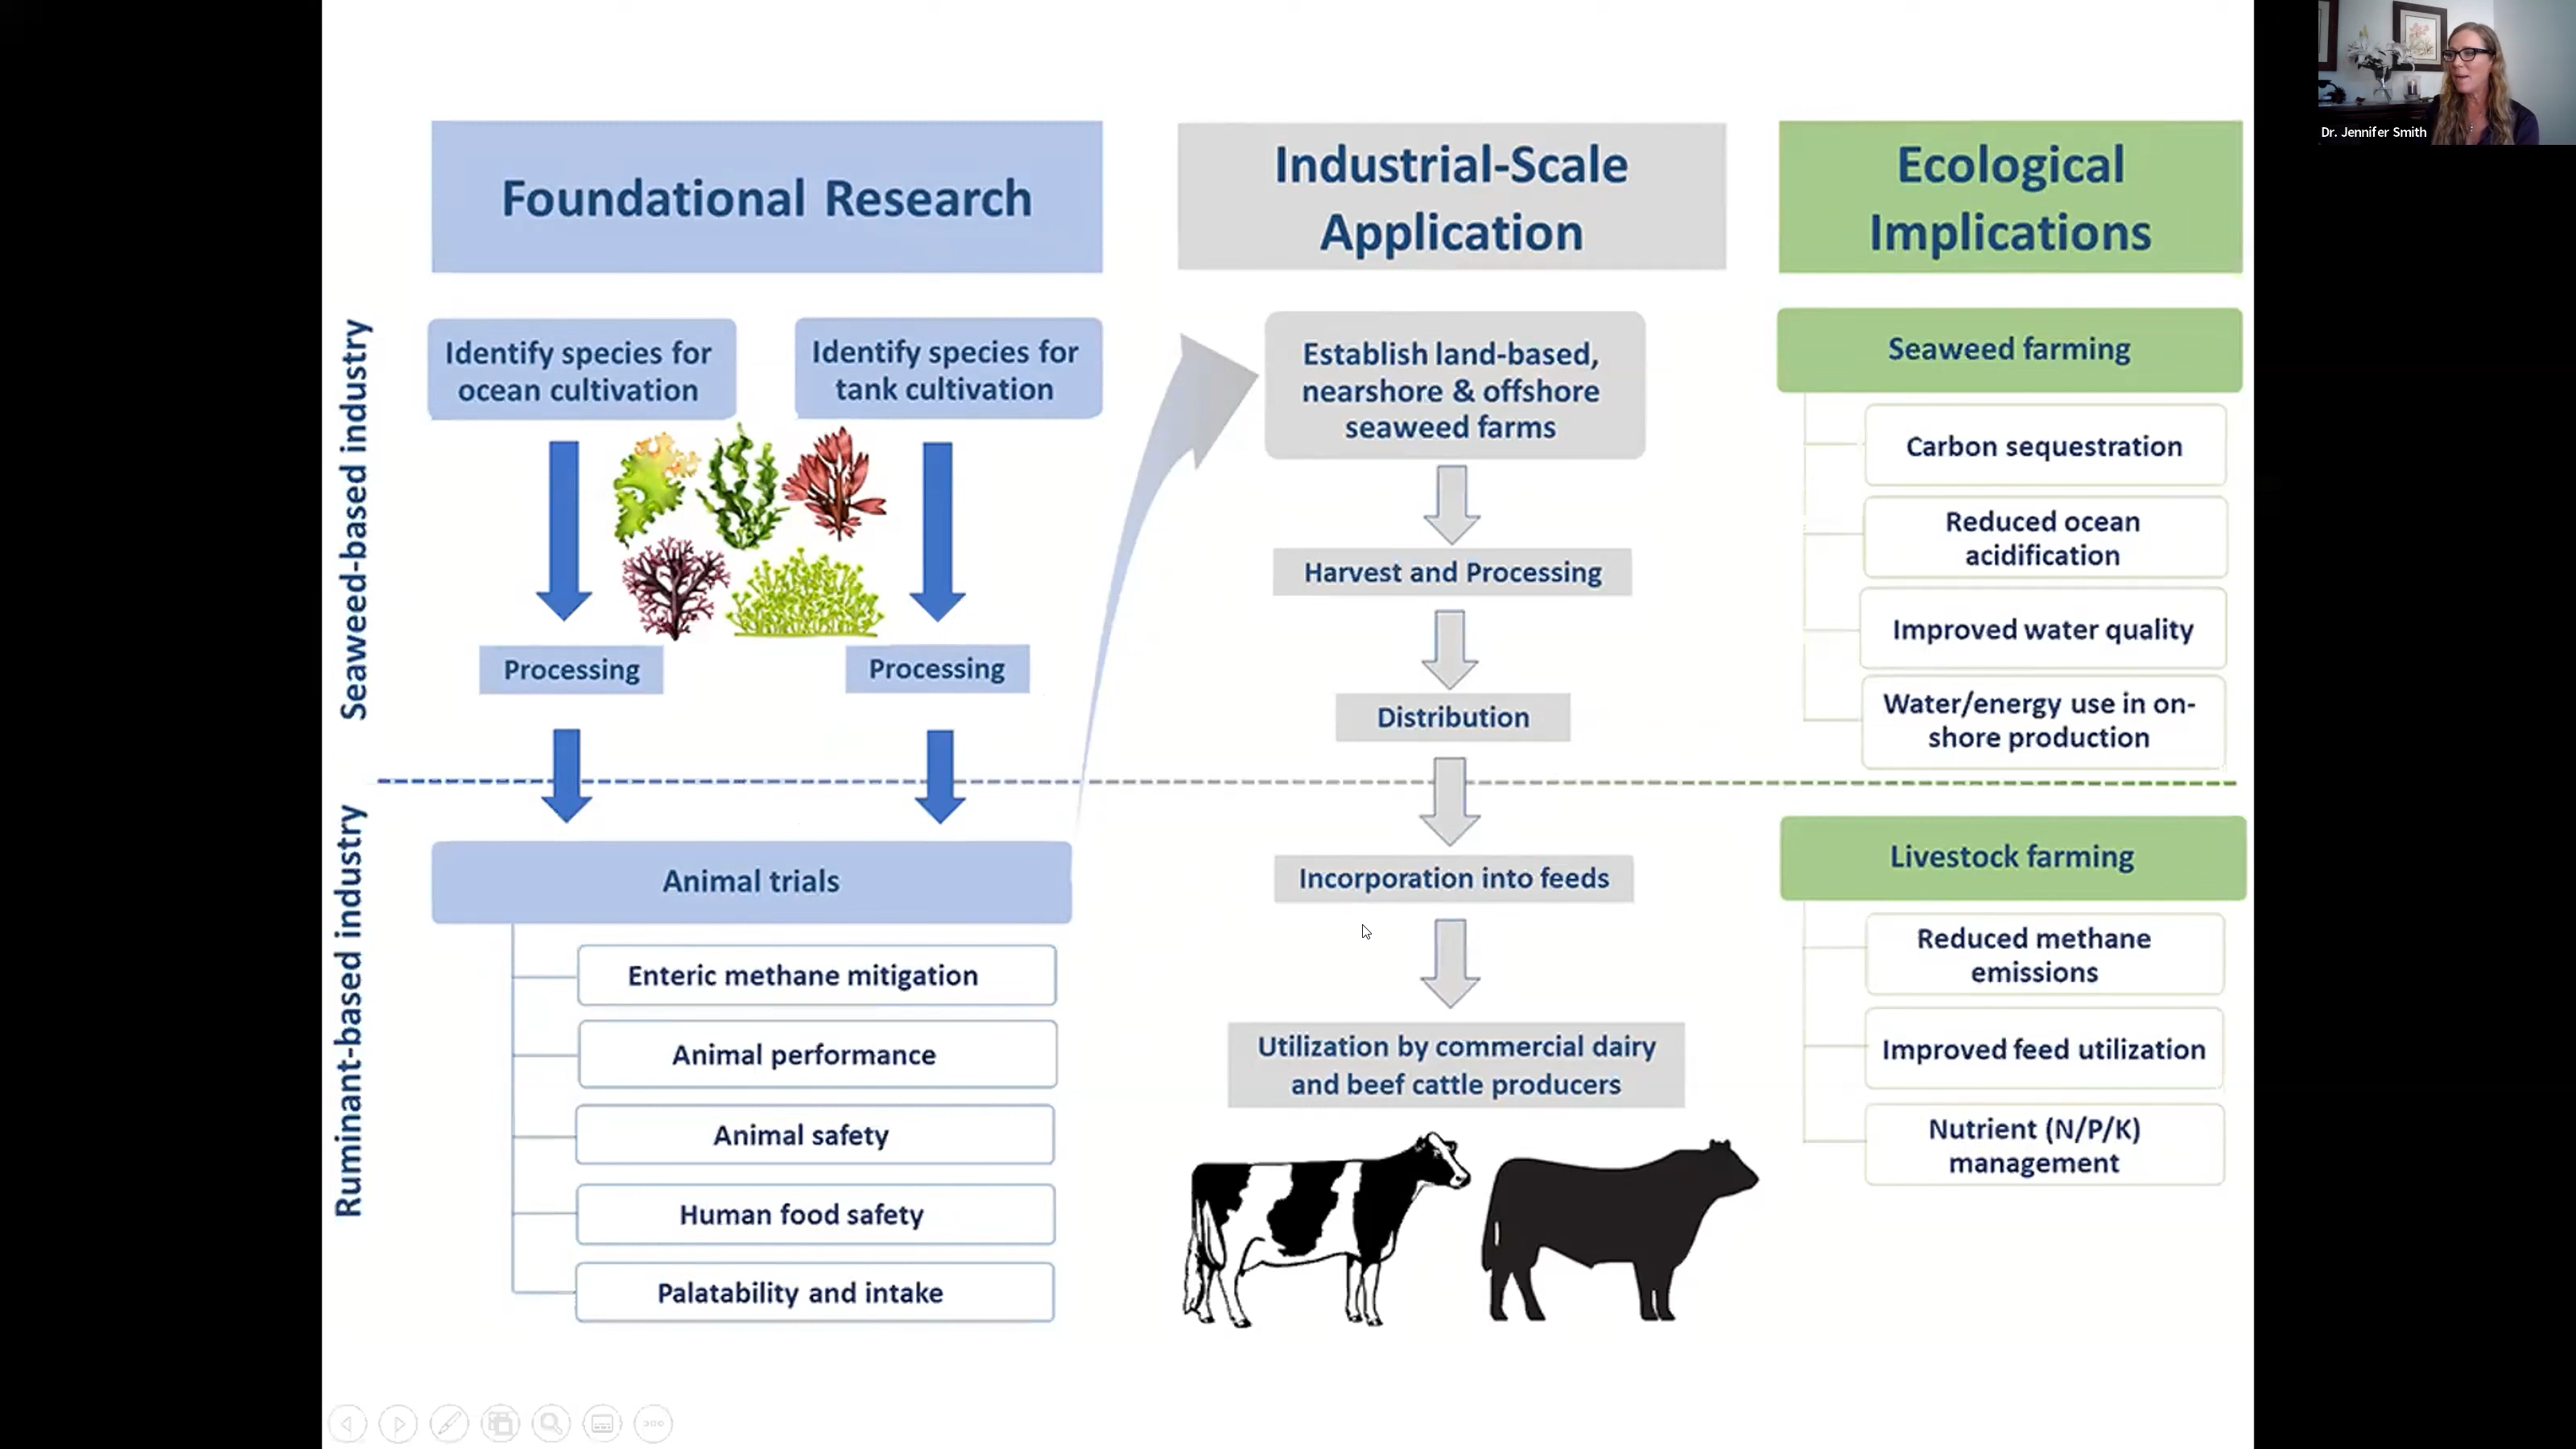 Dr. Jennifer Smith
Foundational Research
Industrial-Scale
Application
Ecological
Implications
Seaweed-based industry
Identify species for
ocean cultivation
Identify species for
tank cultivation
Processing
Processing
Establish land-based,
nearshore & offshore
seaweed farms
Harvest and Processing
Distribution
Seaweed farming
Carbon sequestration
Reduced ocean
acidification
Improved water quality
Water/energy use in on-
shore production
Ruminant-based industry
Animal trials
Enteric methane mitigation
Animal performance
Animal safety
Human food safety
Palatability and intake
Incorporation into feeds
Utilization by commercial dairy
and beef cattle producers
Livestock farming
Reduced methane
emissions
Improved feed utilization
Nutrient (N/P/K)
management